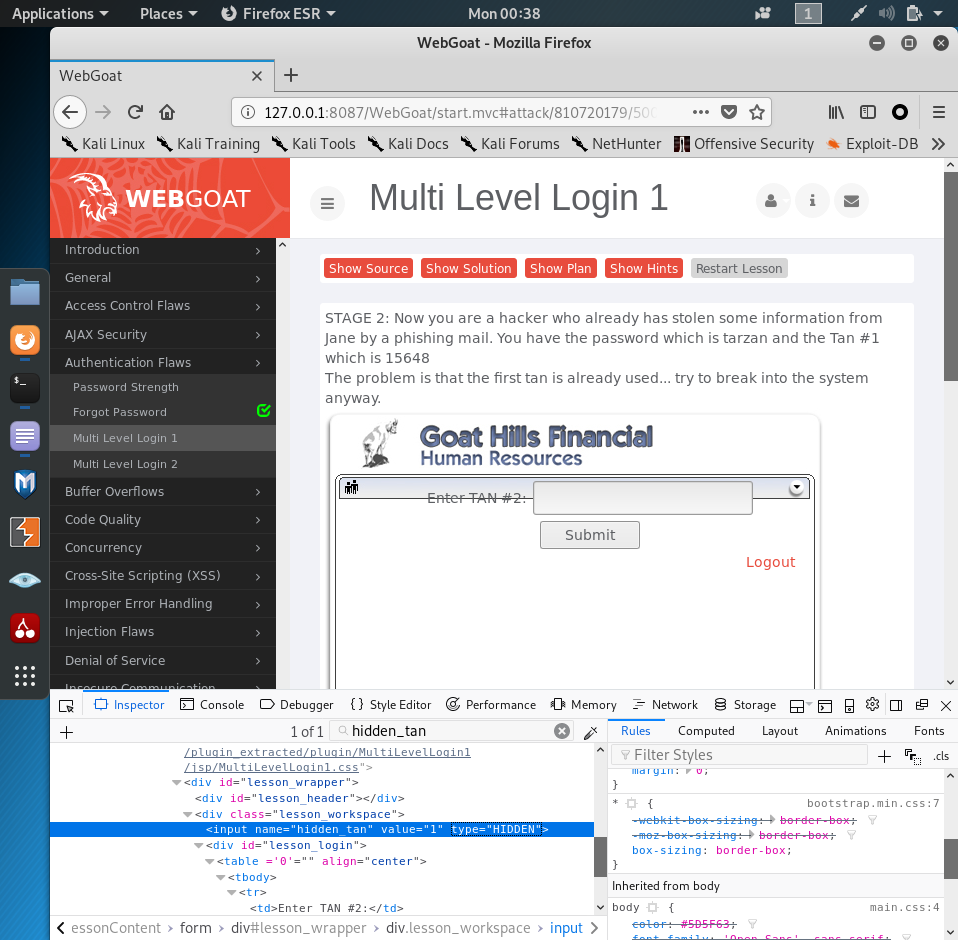 Applications Places Firefox ESR Mon 00:38 1
WebGoat - Mozilla Firefox
WebGoat
127.0.0.1:8087/WebGoat/start.mvc#attack/810720179/500
Kali Linux Kali Training Kali Tools Kali Docs Kali Forums NetHunter Offensive Security Exploit-DB
WEBGOAT
Multi Level Login 1
Introduction
General
Access Control Flaws
AJAX Security
Authentication Flaws
Password Strength
Forgot Password
Multi Level Login 1
Multi Level Login 2
Buffer Overflows
Code Quality
Concurrency
Cross-Site Scripting (XSS)
Improper Error Handling
Injection Flaws
Denial of Service
Insecure Communication
Show Source Show Solution Show Plan Show Hints Restart Lesson
STAGE 2: Now you are a hacker who already has stolen some information from
Jane by a phishing mail. You have the password which is tarzan and the Tan #1
which is 15648
The problem is that the first tan is already used... try to break into the system
anyway.
Goat Hills Financial
Human Resources
Enter TAN #2:
Submit
Logout
Inspector Console Debugger Style Editor Performance Memory Network Storage
1 of 1 hidden_tan
/plugin_extracted/plugin/MultiLevelLogin1
/jsp/MultiLevelLogin1.css">
<div id="lesson_wrapper">
<div id="lesson_header"></div>
<div class="lesson_workspace">
<input name="hidden_tan" value="1" type="HIDDEN">
<div id="lesson_login">
<table ='0'="" align="center">
<tbody>
<tr>
<td>Enter TAN #2:</td>
essonContent › form › div#lesson_wrapper › div.lesson_workspace › input
Rules Computed Layout Animations Fonts
Filter Styles .cls
margin: 0;
}
* { bootstrap.min.css:7
-webkit-box-sizing: border-box;
-moz-box-sizing: border-box;
box-sizing: border-box;
}
Inherited from body
body { main.css:4
color: #5D5F63;
font-family: 'Open Sans', sans-serif;